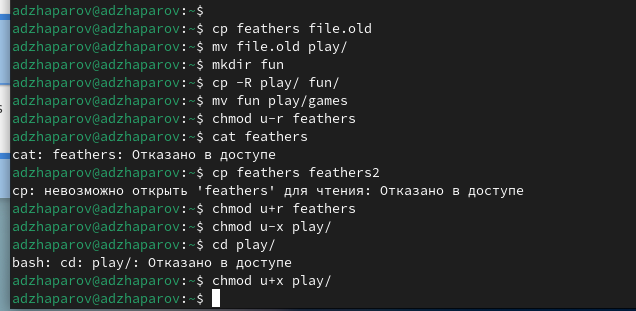 adzhaparov@adzhaparov:~$
adzhaparov@adzhaparov:~$ cp feathers file.old
adzhaparov@adzhaparov:~$ mv file.old play/
adzhaparov@adzhaparov:~$ mkdir fun
adzhaparov@adzhaparov:~$ cp -R play/ fun/
adzhaparov@adzhaparov:~$ mv fun play/games
adzhaparov@adzhaparov:~$ chmod u-r feathers
adzhaparov@adzhaparov:~$ cat feathers
cat: feathers: Отказано в доступе
adzhaparov@adzhaparov:~$ cp feathers feathers2
cp: невозможно открыть 'feathers' для чтения: Отказано в доступе
adzhaparov@adzhaparov:~$ chmod u+r feathers
adzhaparov@adzhaparov:~$ chmod u-x play/
adzhaparov@adzhaparov:~$ cd play/
bash: cd: play/: Отказано в доступе
adzhaparov@adzhaparov:~$ chmod u+x play/
adzhaparov@adzhaparov:~$